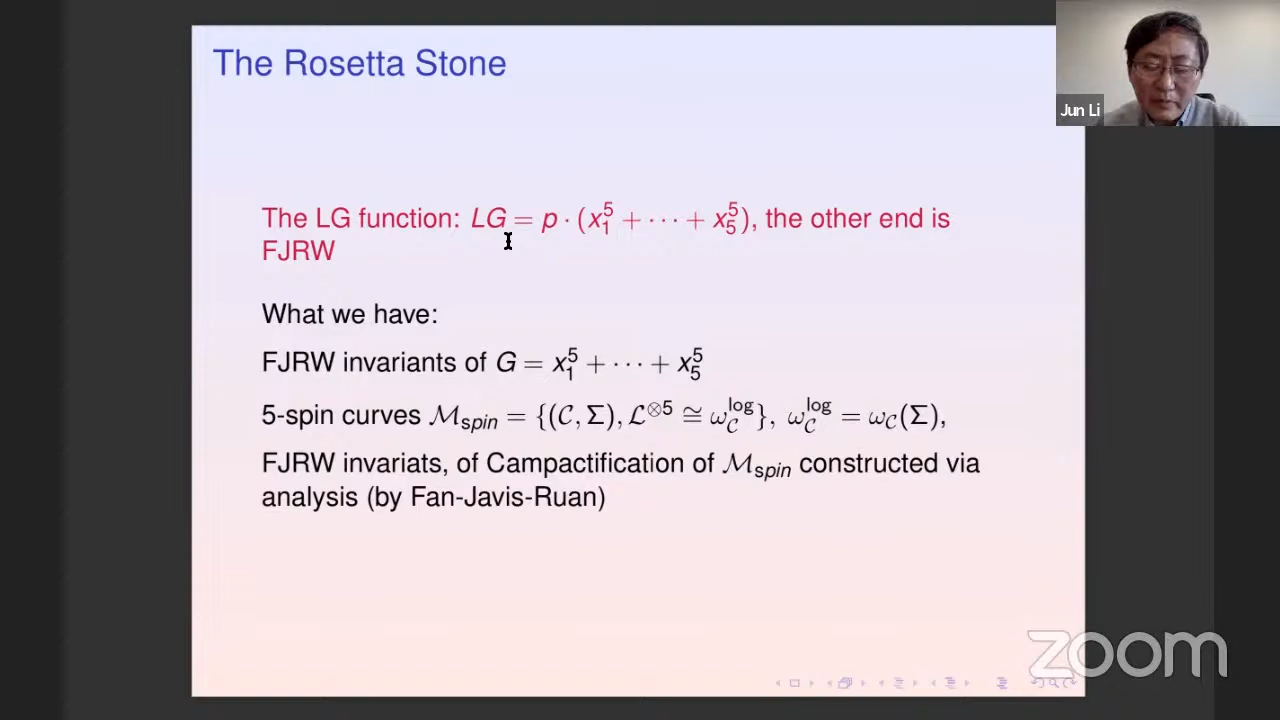 The Rosetta Stone
Jun Li
The LG function: LG = p · (x₁⁵ + ··· + x₅⁵), the other end is
FJRW
What we have:
FJRW invariants of G = x₁⁵ + ··· + x₅⁵
5-spin curves ℳ_spin = {(𝒞, Σ), ℒ^⊗5 ≅ ω_𝒞^log}, ω_𝒞^log = ω_𝒞(Σ),
FJRW invariats, of Campactification of ℳ_spin constructed via
analysis (by Fan-Javis-Ruan)
zoom